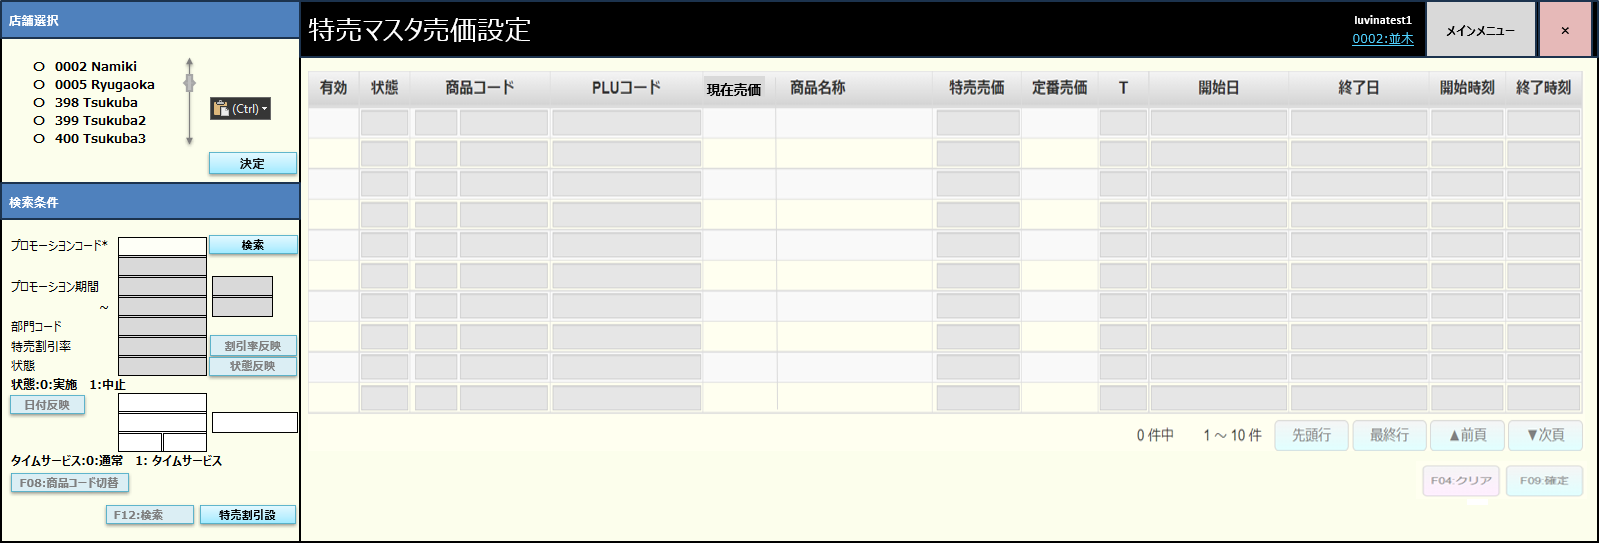 店舗選択
0002 Namiki
0005 Ryugaoka
398 Tsukuba
399 Tsukuba2
400 Tsukuba3
(Ctrl)
決定
検索条件
プロモーションコード*
検索
プロモーション期間
~
部門コード
特売割引率
割引率反映
状態
状態反映
状態:0:実施 1:中止
日付反映
タイムサービス:0:通常 1: タイムサービス
F08:商品コード切替
F12:検索
特売割引設
特売マスタ売価設定
luvinatest1
0002:並木
メインメニュー
×
有効 状態 商品コード PLUコード 現在売価 商品名称 特売売価 定番売価 T 開始日 終了日 開始時刻 終了時刻
0 件中 1 ～ 10 件 先頭行 最終行 ▲前頁 ▼次頁
F04:クリア F09:確定